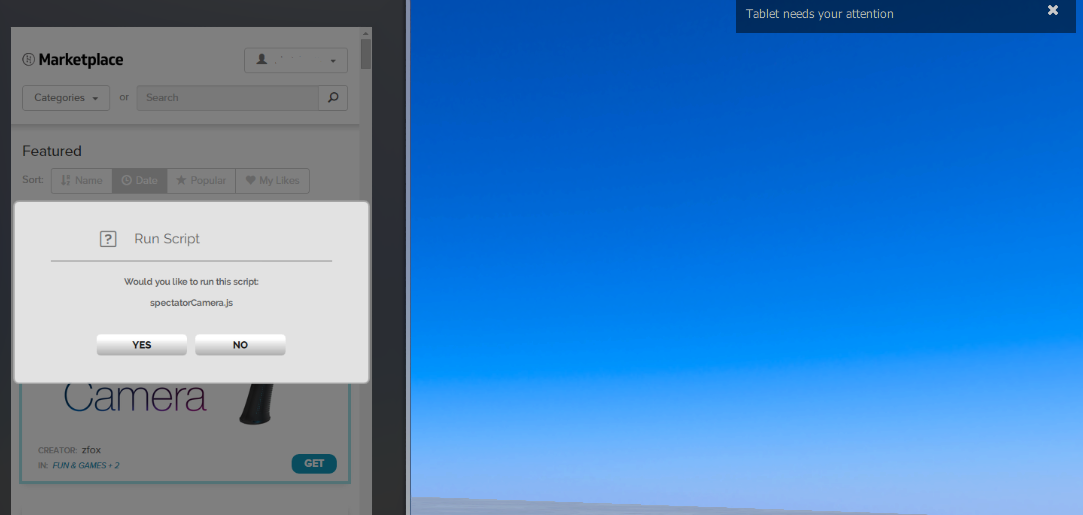 Tablet needs your attention
Marketplace
Categories or Search
Featured
Sort: Name Date Popular My Likes
Run Script
Would you like to run this script:
spectatorCamera.js
YES NO
Camera
CREATOR: zfox
IN: FUN & GAMES + 2
GET